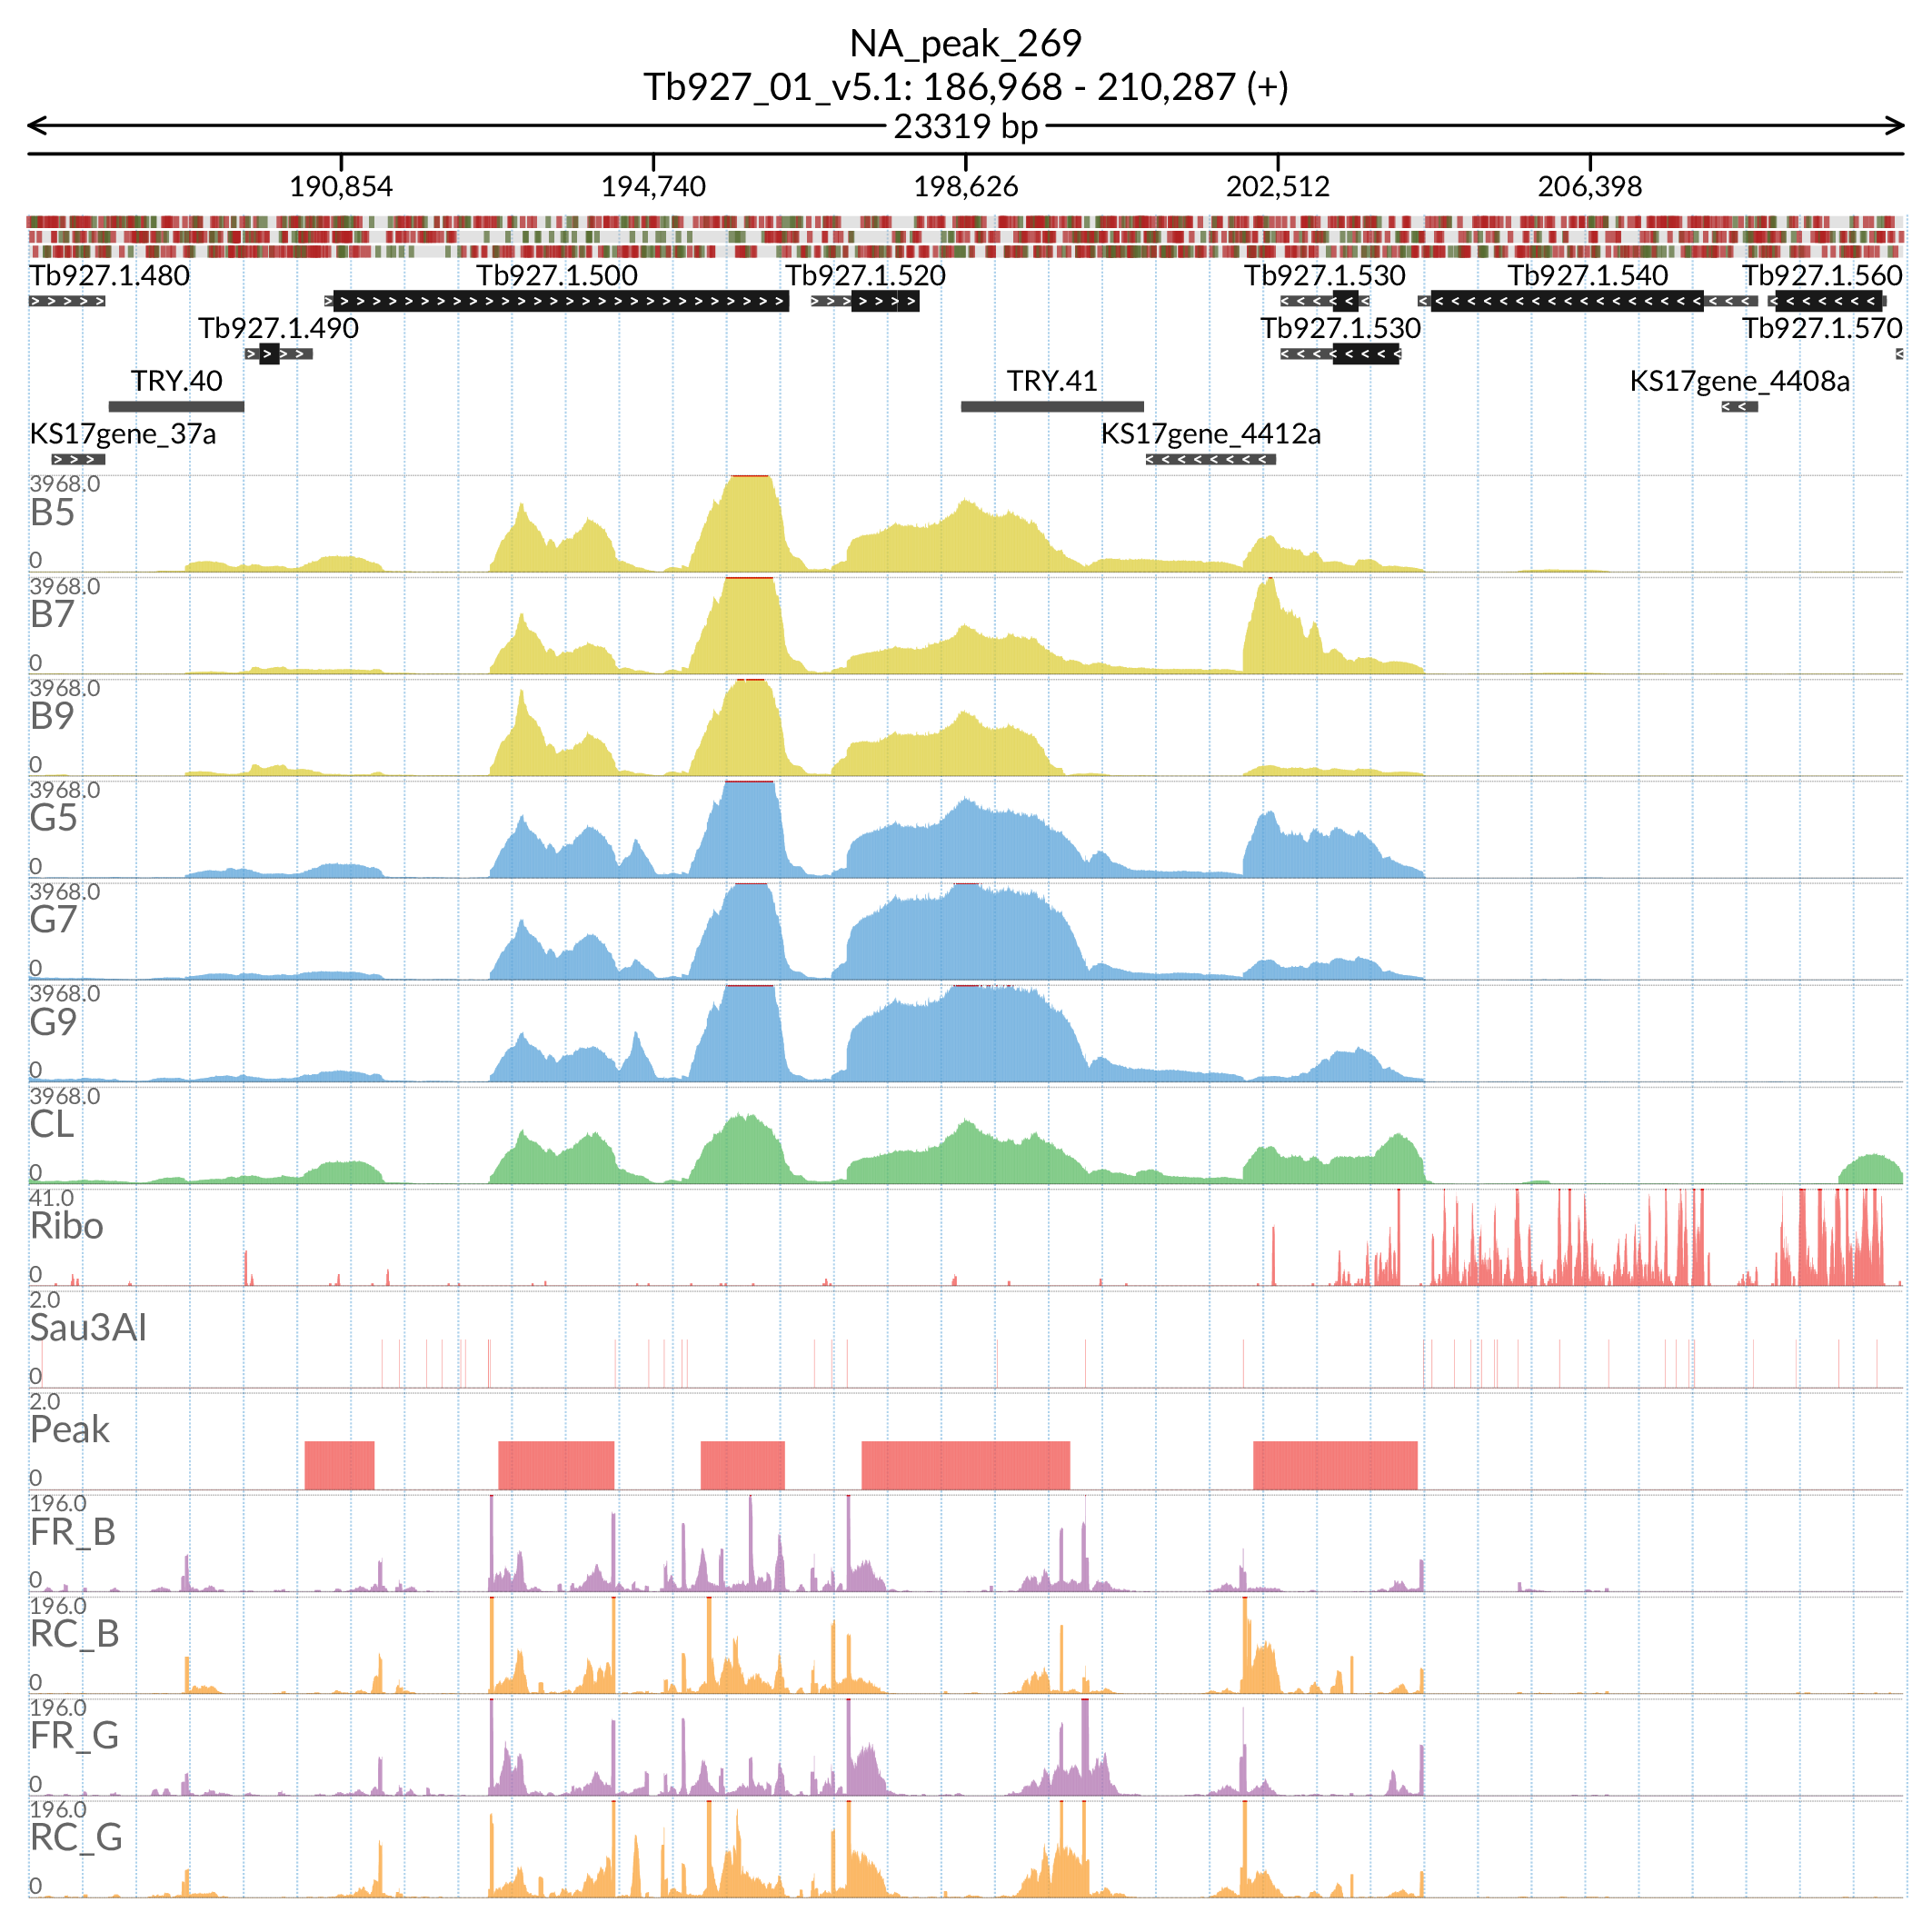 NA_peak_269
Tb927_01_v5.1: 186,968 - 210,287 (+)
23319 bp
190,854 194,740 198,626 202,512 206,398
Tb927.1.480 Tb927.1.500 Tb927.1.520 Tb927.1.530 Tb927.1.540 Tb927.1.560
Tb927.1.490 Tb927.1.530 Tb927.1.570
TRY.40 TRY.41 KS17gene_4408a
KS17gene_37a KS17gene_4412a
3968.0
B5
0
3968.0
B7
0
3968.0
B9
0
3968.0
G5
0
3968.0
G7
0
3968.0
G9
0
3968.0
CL
0
41.0
Ribo
0
2.0
Sau3AI
0
2.0
Peak
0
196.0
FR_B
0
196.0
RC_B
0
196.0
FR_G
0
196.0
RC_G
0